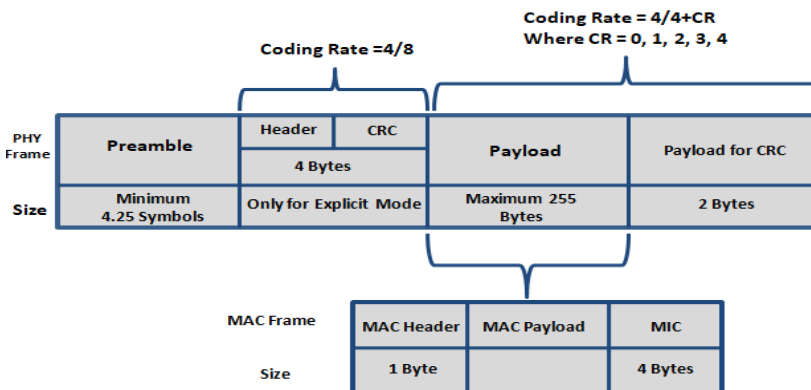 Coding Rate = 4/4+CR
Where CR = 0, 1, 2, 3, 4
Coding Rate =4/8
PHY
Frame
Preamble
Header
CRC
4 Bytes
Payload
Payload for CRC
Size
Minimum
4.25 Symbols
Only for Explicit Mode
Maximum 255
Bytes
2 Bytes
MAC Frame
MAC Header
MAC Payload
MIC
Size
1 Byte
4 Bytes